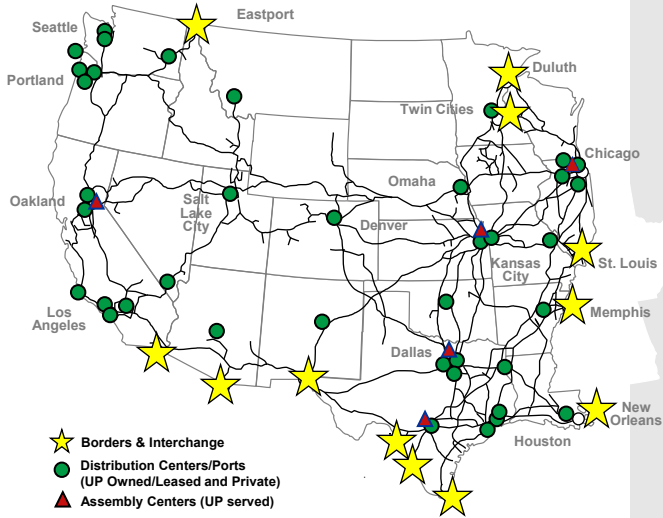 Eastport
Seattle
Duluth
Portland
Twin Cities
Chicago
Omaha
Oakland
Salt
Lake
City
Denver
Kansas
City
St. Louis
Los
Angeles
Memphis
Dallas
New
Orleans
Houston
Borders & Interchange
Distribution Centers/Ports
(UP Owned/Leased and Private)
Assembly Centers (UP served)